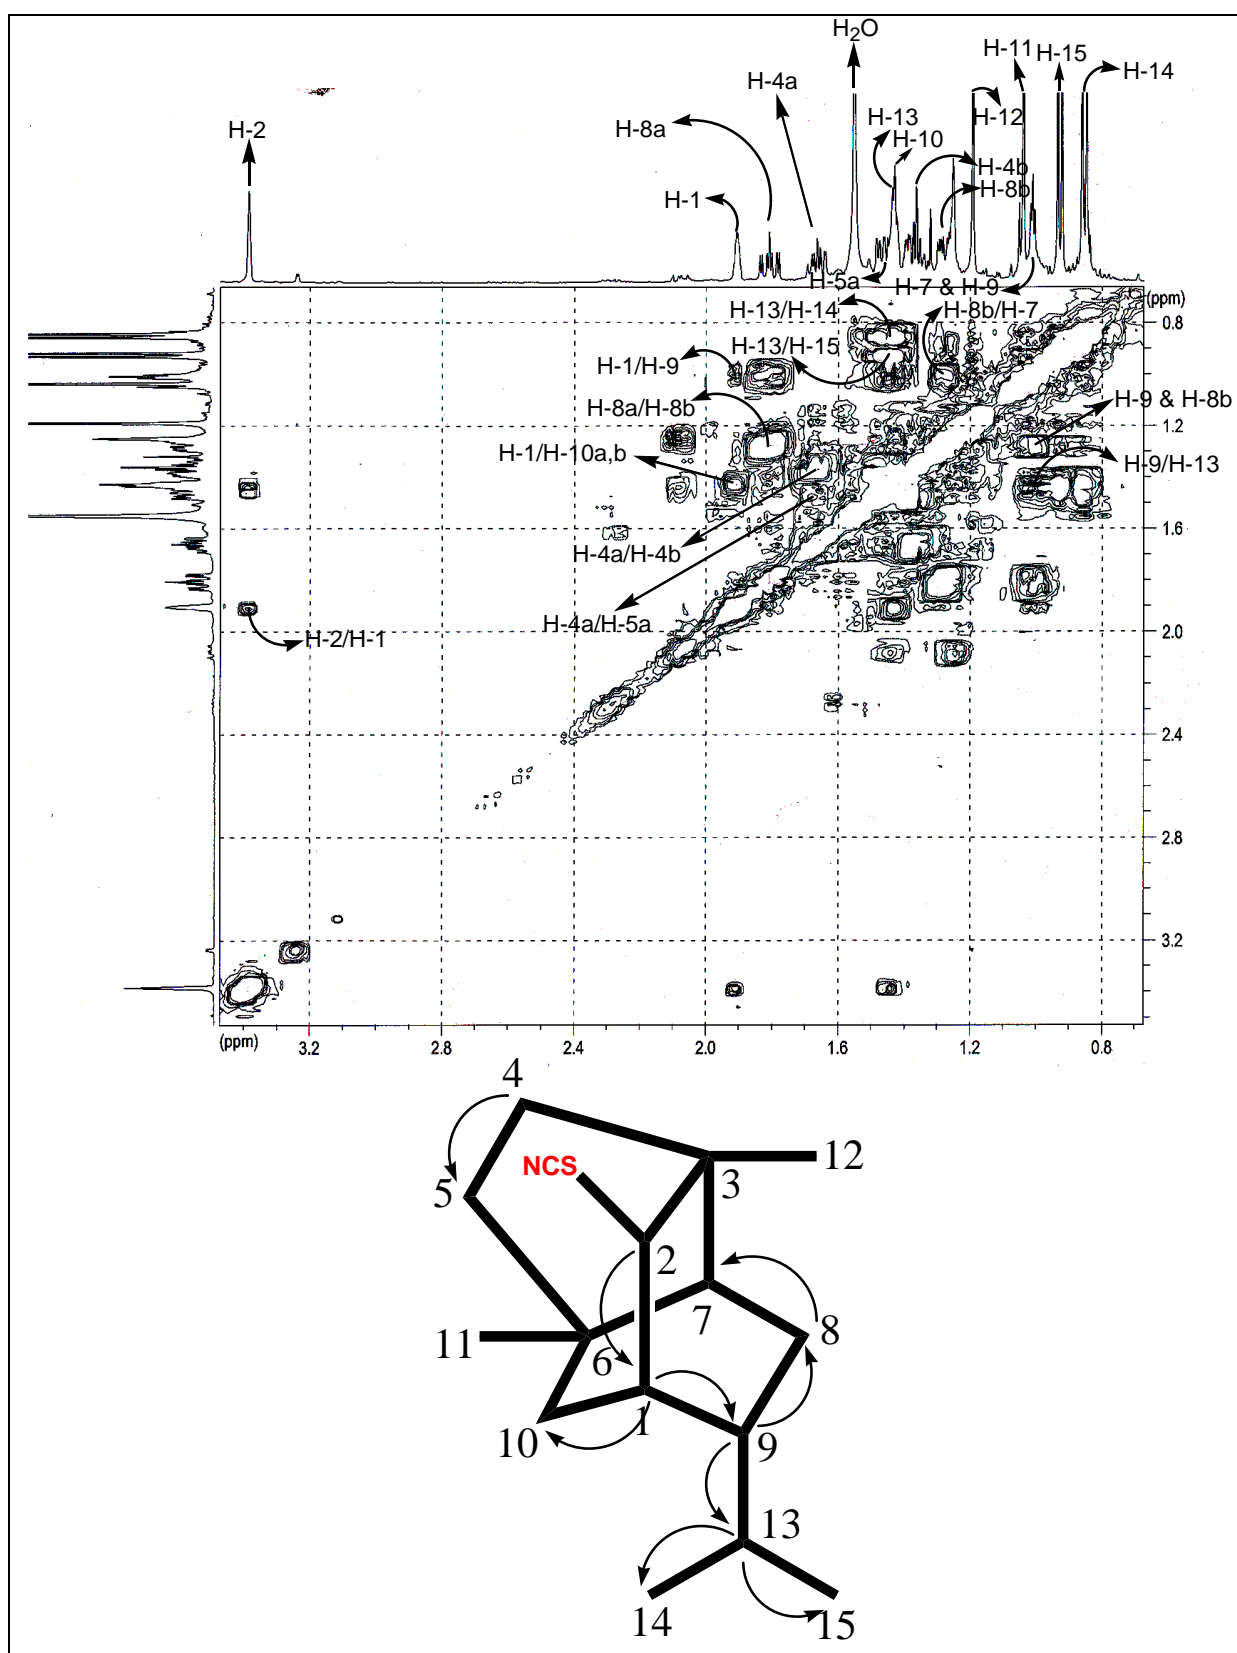 H₂O
H-11 H-15
H-14
H-4a
H-2
H-8a
H-13
H-12
H-10
H-4b
H-8b
H-1
H-5a H-7 & H-9
(ppm)
H-13/H-14 H-8b/H-7
0.8
H-13/H-15
H-1/H-9
H-9 & H-8b
H-8a/H-8b
1.2
H-1/H-10a,b
H-9/H-13
1.6
H-4a/H-4b
H-4a/H-5a
2.0
H-2/H-1
2.4
2.8
3.2
(ppm) 3.2 2.8 2.4 2.0 1.6 1.2 0.8
4
NCS
12
3
5
2
7
8
11
6
1
10
9
13
14
15